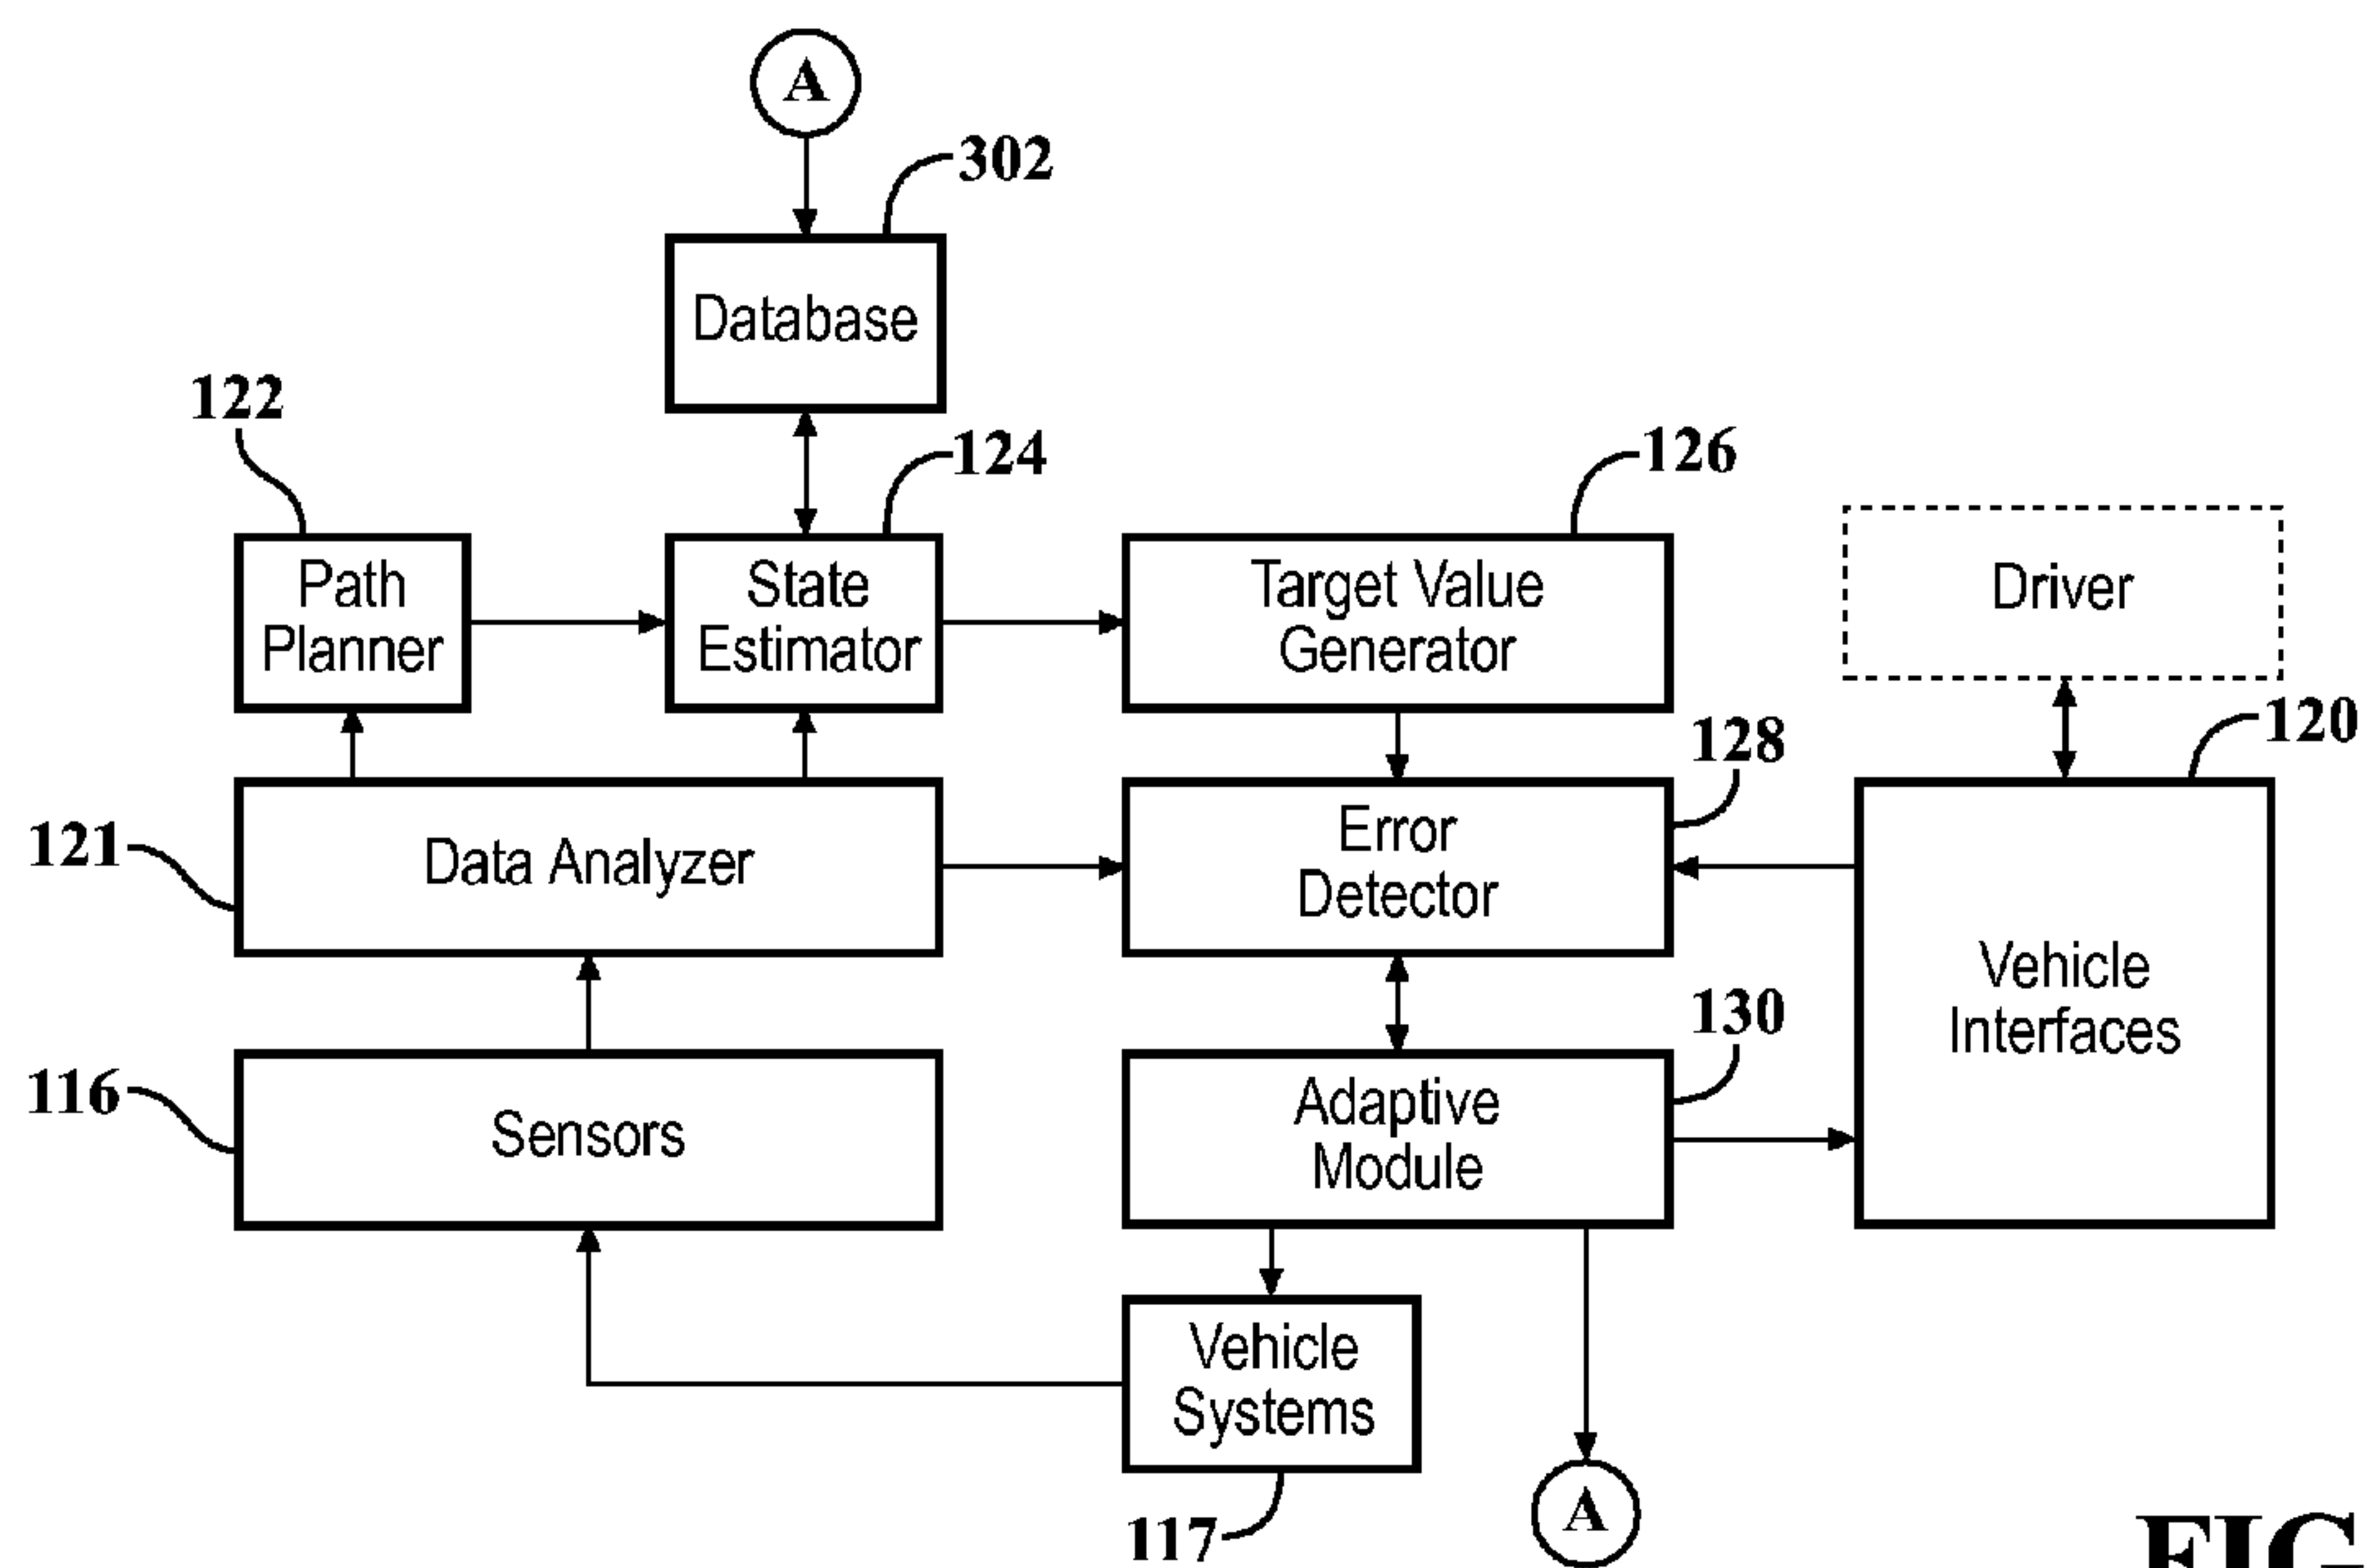 A
302
Database
122
124
126
Path
Planner
State
Estimator
Target Value
Generator
Driver
120
128
121
Data Analyzer
Error
Detector
Vehicle
Interfaces
130
116
Sensors
Adaptive
Module
Vehicle
Systems
117
A